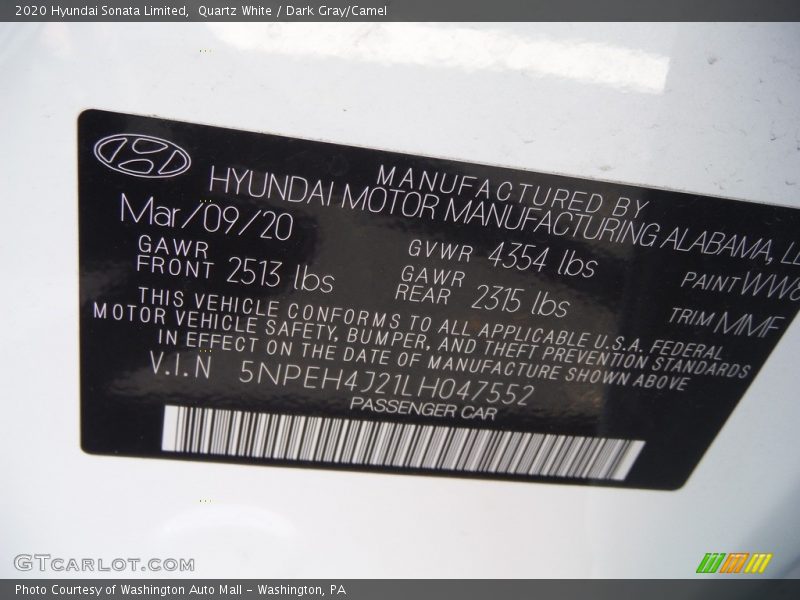 2020 Hyundai Sonata Limited,  Quartz White / Dark Gray/Camel
MANUFACTURED BY
HYUNDAI MOTOR MANUFACTURING ALABAMA,
Mar/09/20
GAWR FRONT 2513 lbs
GVWR 4354 lbs
GAWR REAR 2315 lbs
PAINT
TRIM MMF
THIS VEHICLE CONFORMS TO ALL APPLICABLE U.S.A. FEDERAL
MOTOR VEHICLE SAFETY, BUMPER, AND THEFT PREVENTION STANDARDS
IN EFFECT ON THE DATE OF MANUFACTURE SHOWN ABOVE
V.I.N 5NPEH4J21LH047552
PASSENGER CAR
GTCARLOT.COM
Photo Courtesy of Washington Auto Mall - Washington, PA